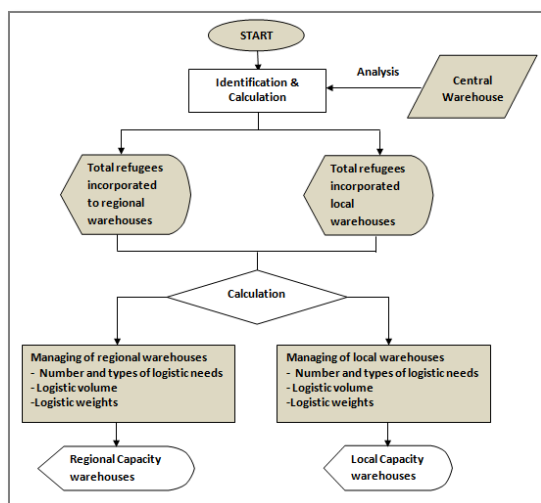 START
Identification &
Calculation
Analysis
Central
Warehouse
Total refugees
incorporated
to regional
warehouses
Total refugees
incorporated
local
warehouses
Calculation
Managing of regional warehouses
- Number and types of logistic needs
- Logistic volume
-Logistic weights
Managing of local warehouses
- Number and types of logistic needs
- Logistic volume
-Logistic weights
Regional Capacity
warehouses
Local Capacity
warehouses